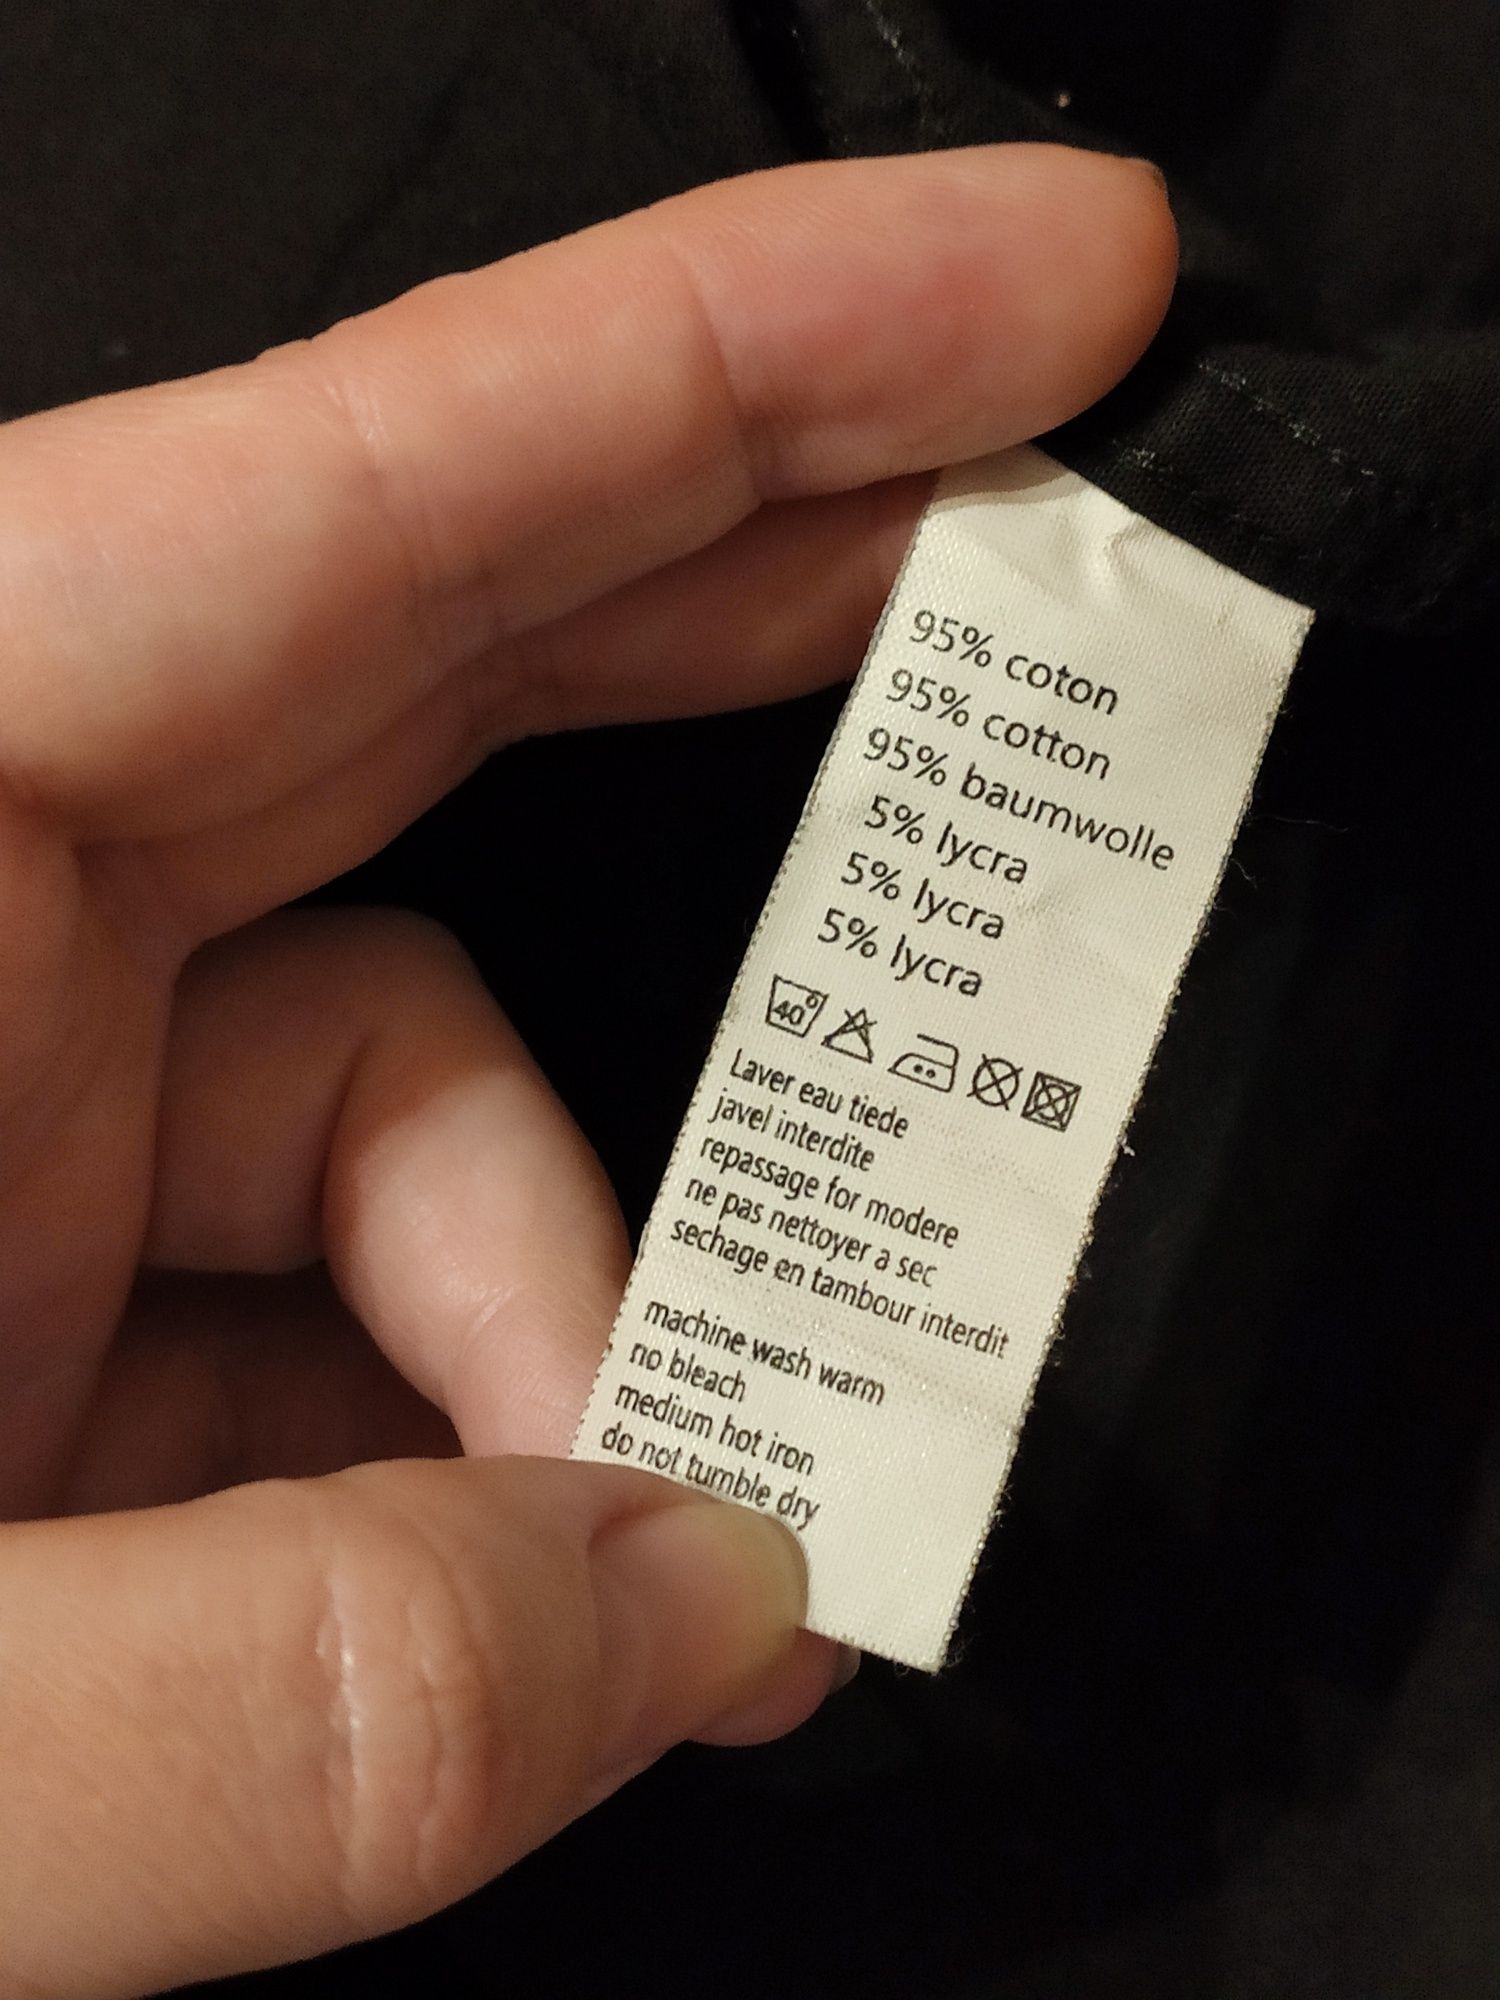 95% coton
95% cotton
95% baumwolle
5% lycra
5% lycra
5% lycra
40°
Laver eau tiede
javel interdite
repassage for modere
ne pas nettoyer a sec
sechage en tambour interdit
machine wash warm
no bleach
medium hot iron
do not tumble dry